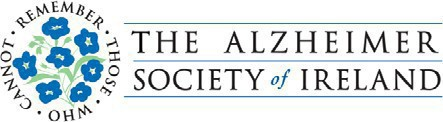 REMEMBER · THOSE · WHO · CANNOT ·
THE ALZHEIMER
SOCIETY of IRELAND